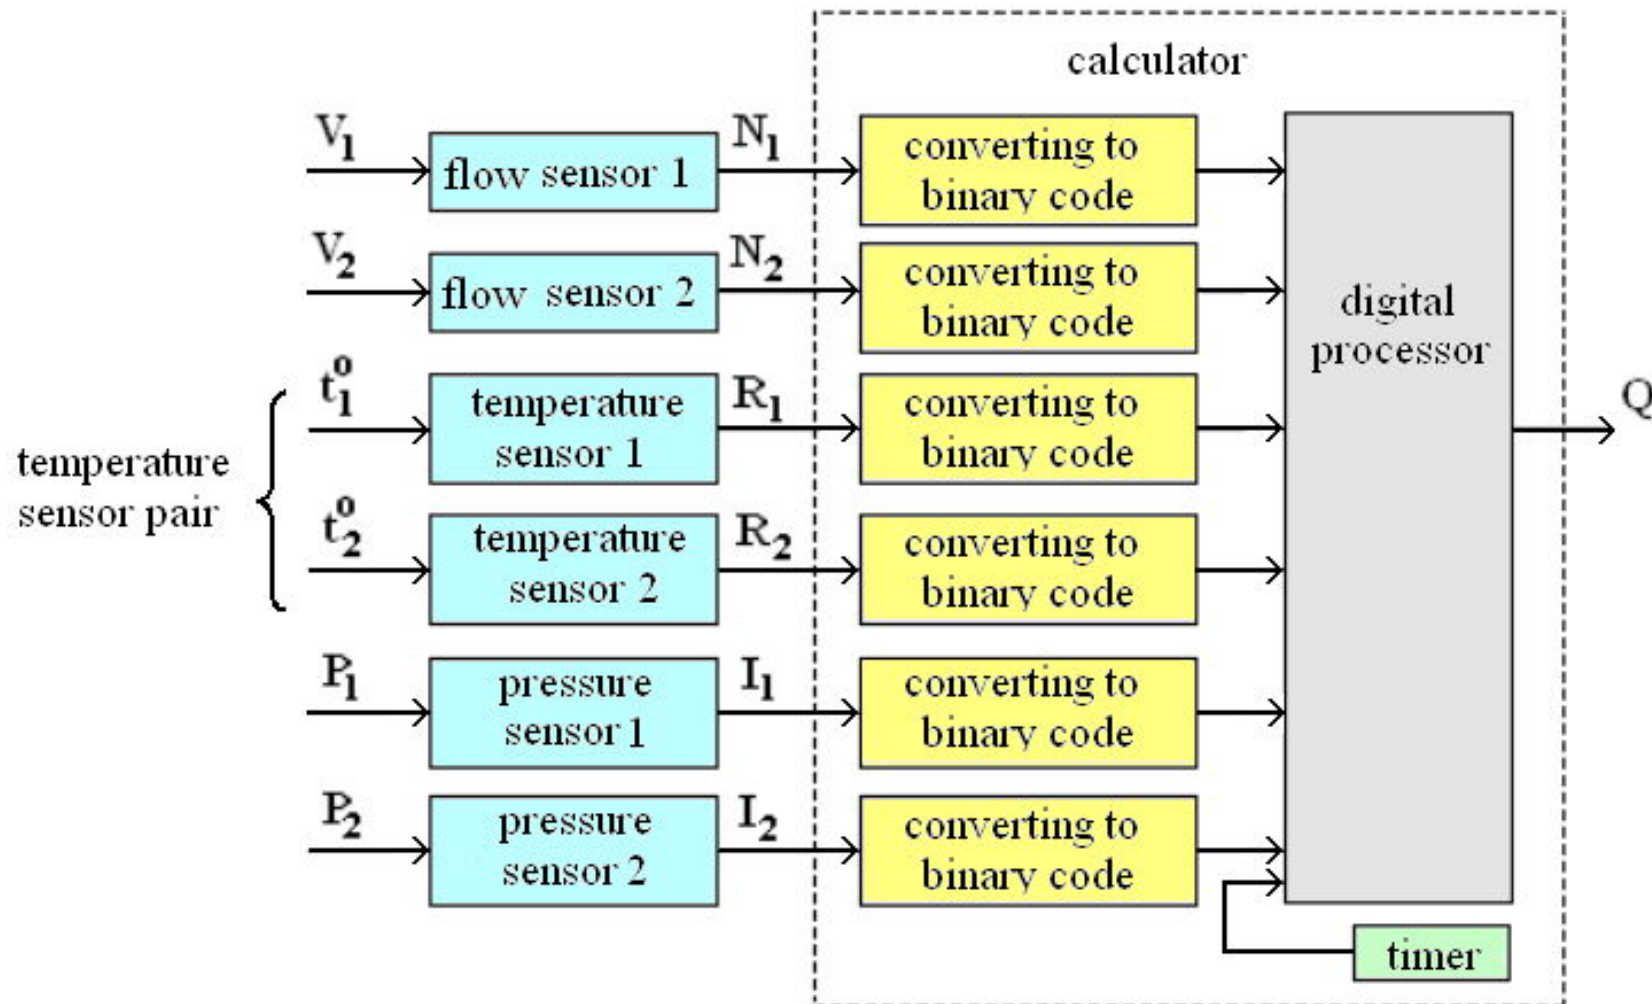 calculator
V₁
flow sensor 1
N₁
converting to
binary code
V₂
flow sensor 2
N₂
converting to
binary code
digital
processor
temperature
sensor pair
t₁⁰
temperature
sensor 1
R₁
converting to
binary code
Q
t₂⁰
temperature
sensor 2
R₂
converting to
binary code
P₁
pressure
sensor 1
I₁
converting to
binary code
P₂
pressure
sensor 2
I₂
converting to
binary code
timer